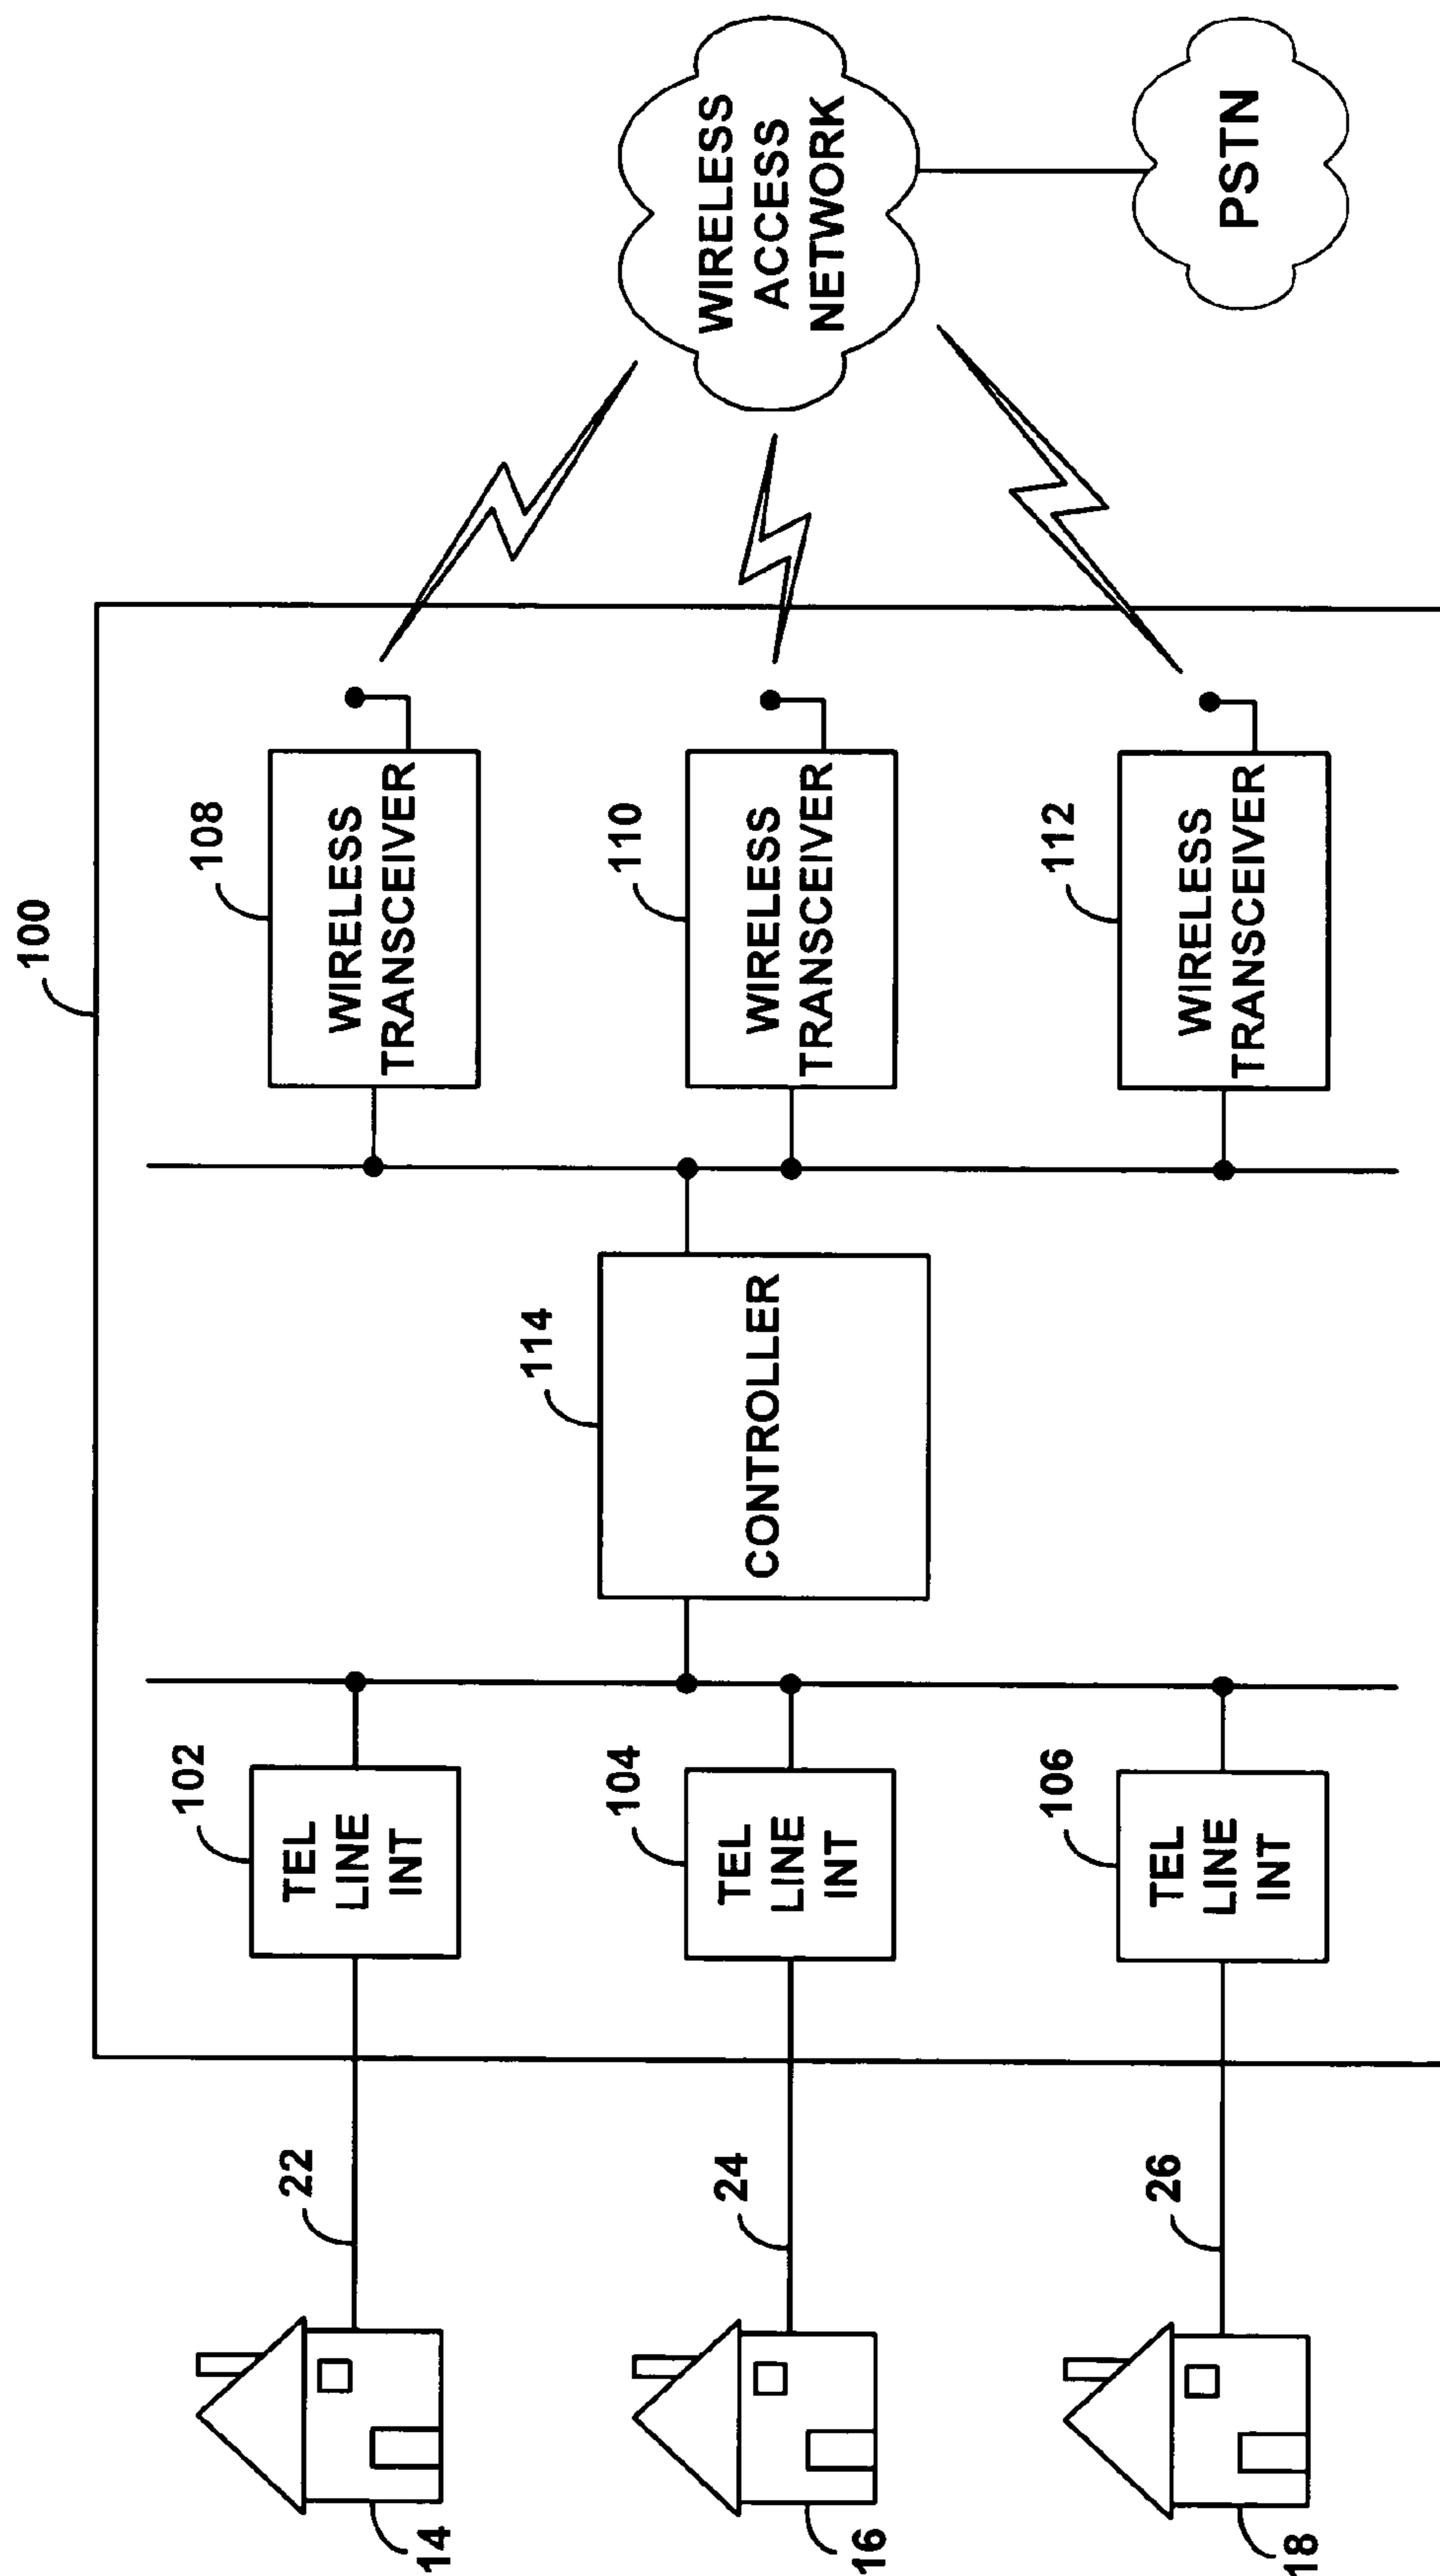 100
108
WIRELESS
TRANSCEIVER
102
TEL
LINE
INT
22
14
114
CONTROLLER
110
WIRELESS
TRANSCEIVER
WIRELESS
ACCESS
NETWORK
104
TEL
LINE
INT
24
16
112
WIRELESS
TRANSCEIVER
106
TEL
LINE
INT
26
18
PSTN